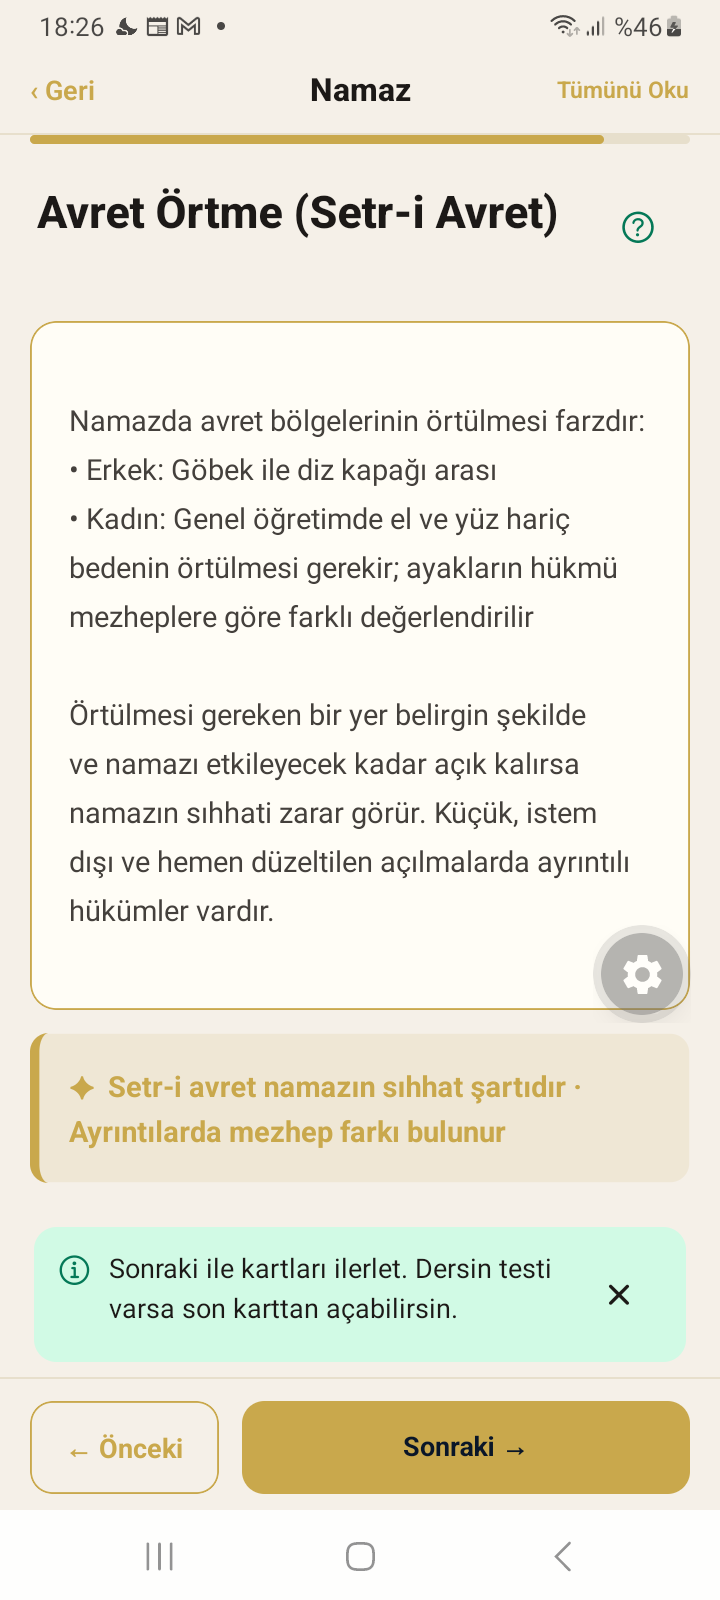 18:26
%46
‹ Geri
Namaz
Tümünü Oku
Avret Örtme (Setr-i Avret)
?
Namazda avret bölgelerinin örtülmesi farzdır:
• Erkek: Göbek ile diz kapağı arası
• Kadın: Genel öğretimde el ve yüz hariç
bedenin örtülmesi gerekir; ayakların hükmü
mezheplere göre farklı değerlendirilir
Örtülmesi gereken bir yer belirgin şekilde
ve namazı etkileyecek kadar açık kalırsa
namazın sıhhati zarar görür. Küçük, istem
dışı ve hemen düzeltilen açılmalarda ayrıntılı
hükümler vardır.
✦ Setr-i avret namazın sıhhat şartıdır ·
Ayrıntılarda mezhep farkı bulunur
Sonraki ile kartları ilerlet. Dersin testi
varsa son karttan açabilirsin.
← Önceki
Sonraki →